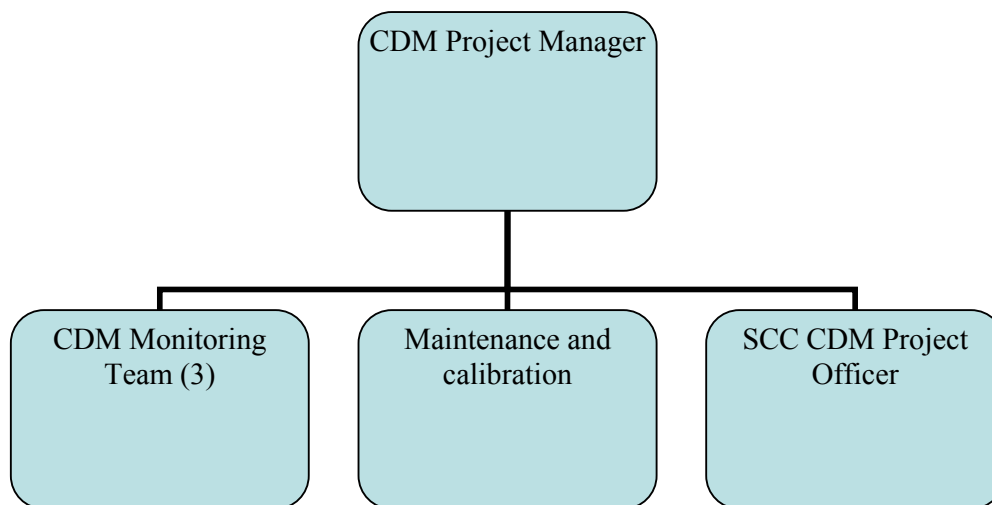 CDM Project Manager
CDM Monitoring
Team (3)
Maintenance and
calibration
SCC CDM Project
Officer